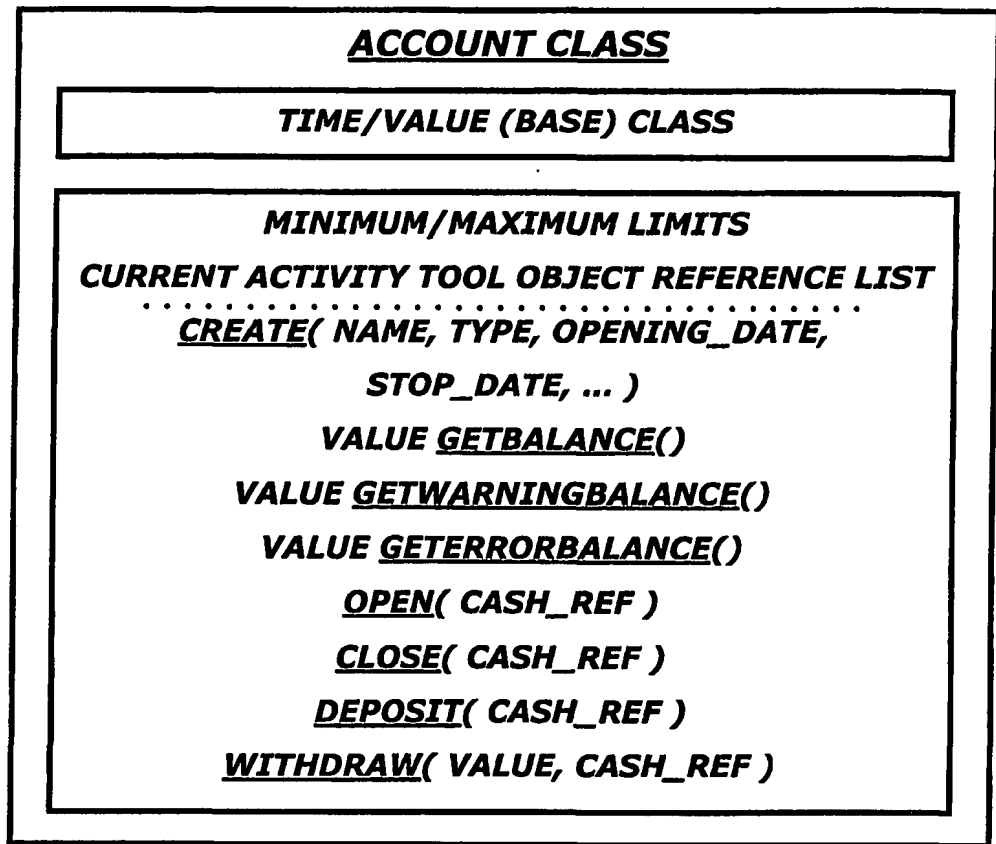 ACCOUNT CLASS
TIME/VALUE (BASE) CLASS
MINIMUM/MAXIMUM LIMITS
CURRENT ACTIVITY TOOL OBJECT REFERENCE LIST
CREATE( NAME, TYPE, OPENING_DATE,
STOP_DATE, ... )
VALUE GETBALANCE()
VALUE GETWARNINGBALANCE()
VALUE GETERRORBALANCE()
OPEN( CASH_REF )
CLOSE( CASH_REF )
DEPOSIT( CASH_REF )
WITHDRAW( VALUE, CASH_REF )